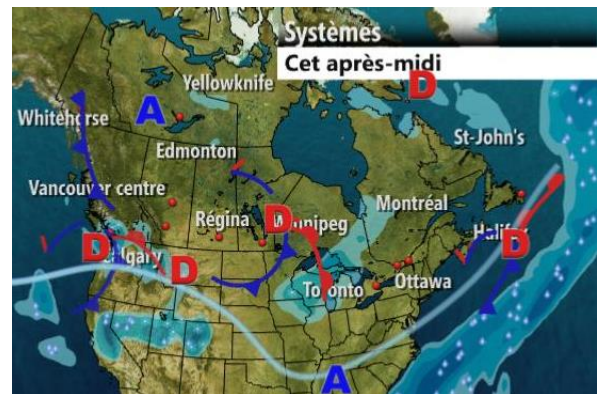 Systèmes
Cet après-midi
D
Yellowknife
A
Whitehorse
St-John's
Edmonton
Vancouver centre
Montréal
Régina
D
Winnipeg
Halifax
D
D
Calgary
D
Toronto
Ottawa
A